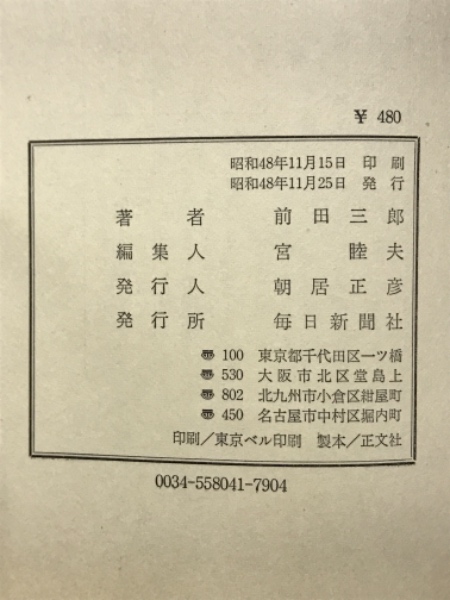 ¥ 480
昭和48年11月15日 印刷
昭和48年11月25日 発行
著者 前田三郎
編集人 宮睦夫
発行人 朝居正彦
発行所 毎日新聞社
〠 100 東京都千代田区一ツ橋
〠 530 大阪市北区堂島上
〠 802 北九州市小倉区紺屋町
〠 450 名古屋市中村区堀内町
印刷/東京ベル印刷 製本/正文社
0034-558041-7904